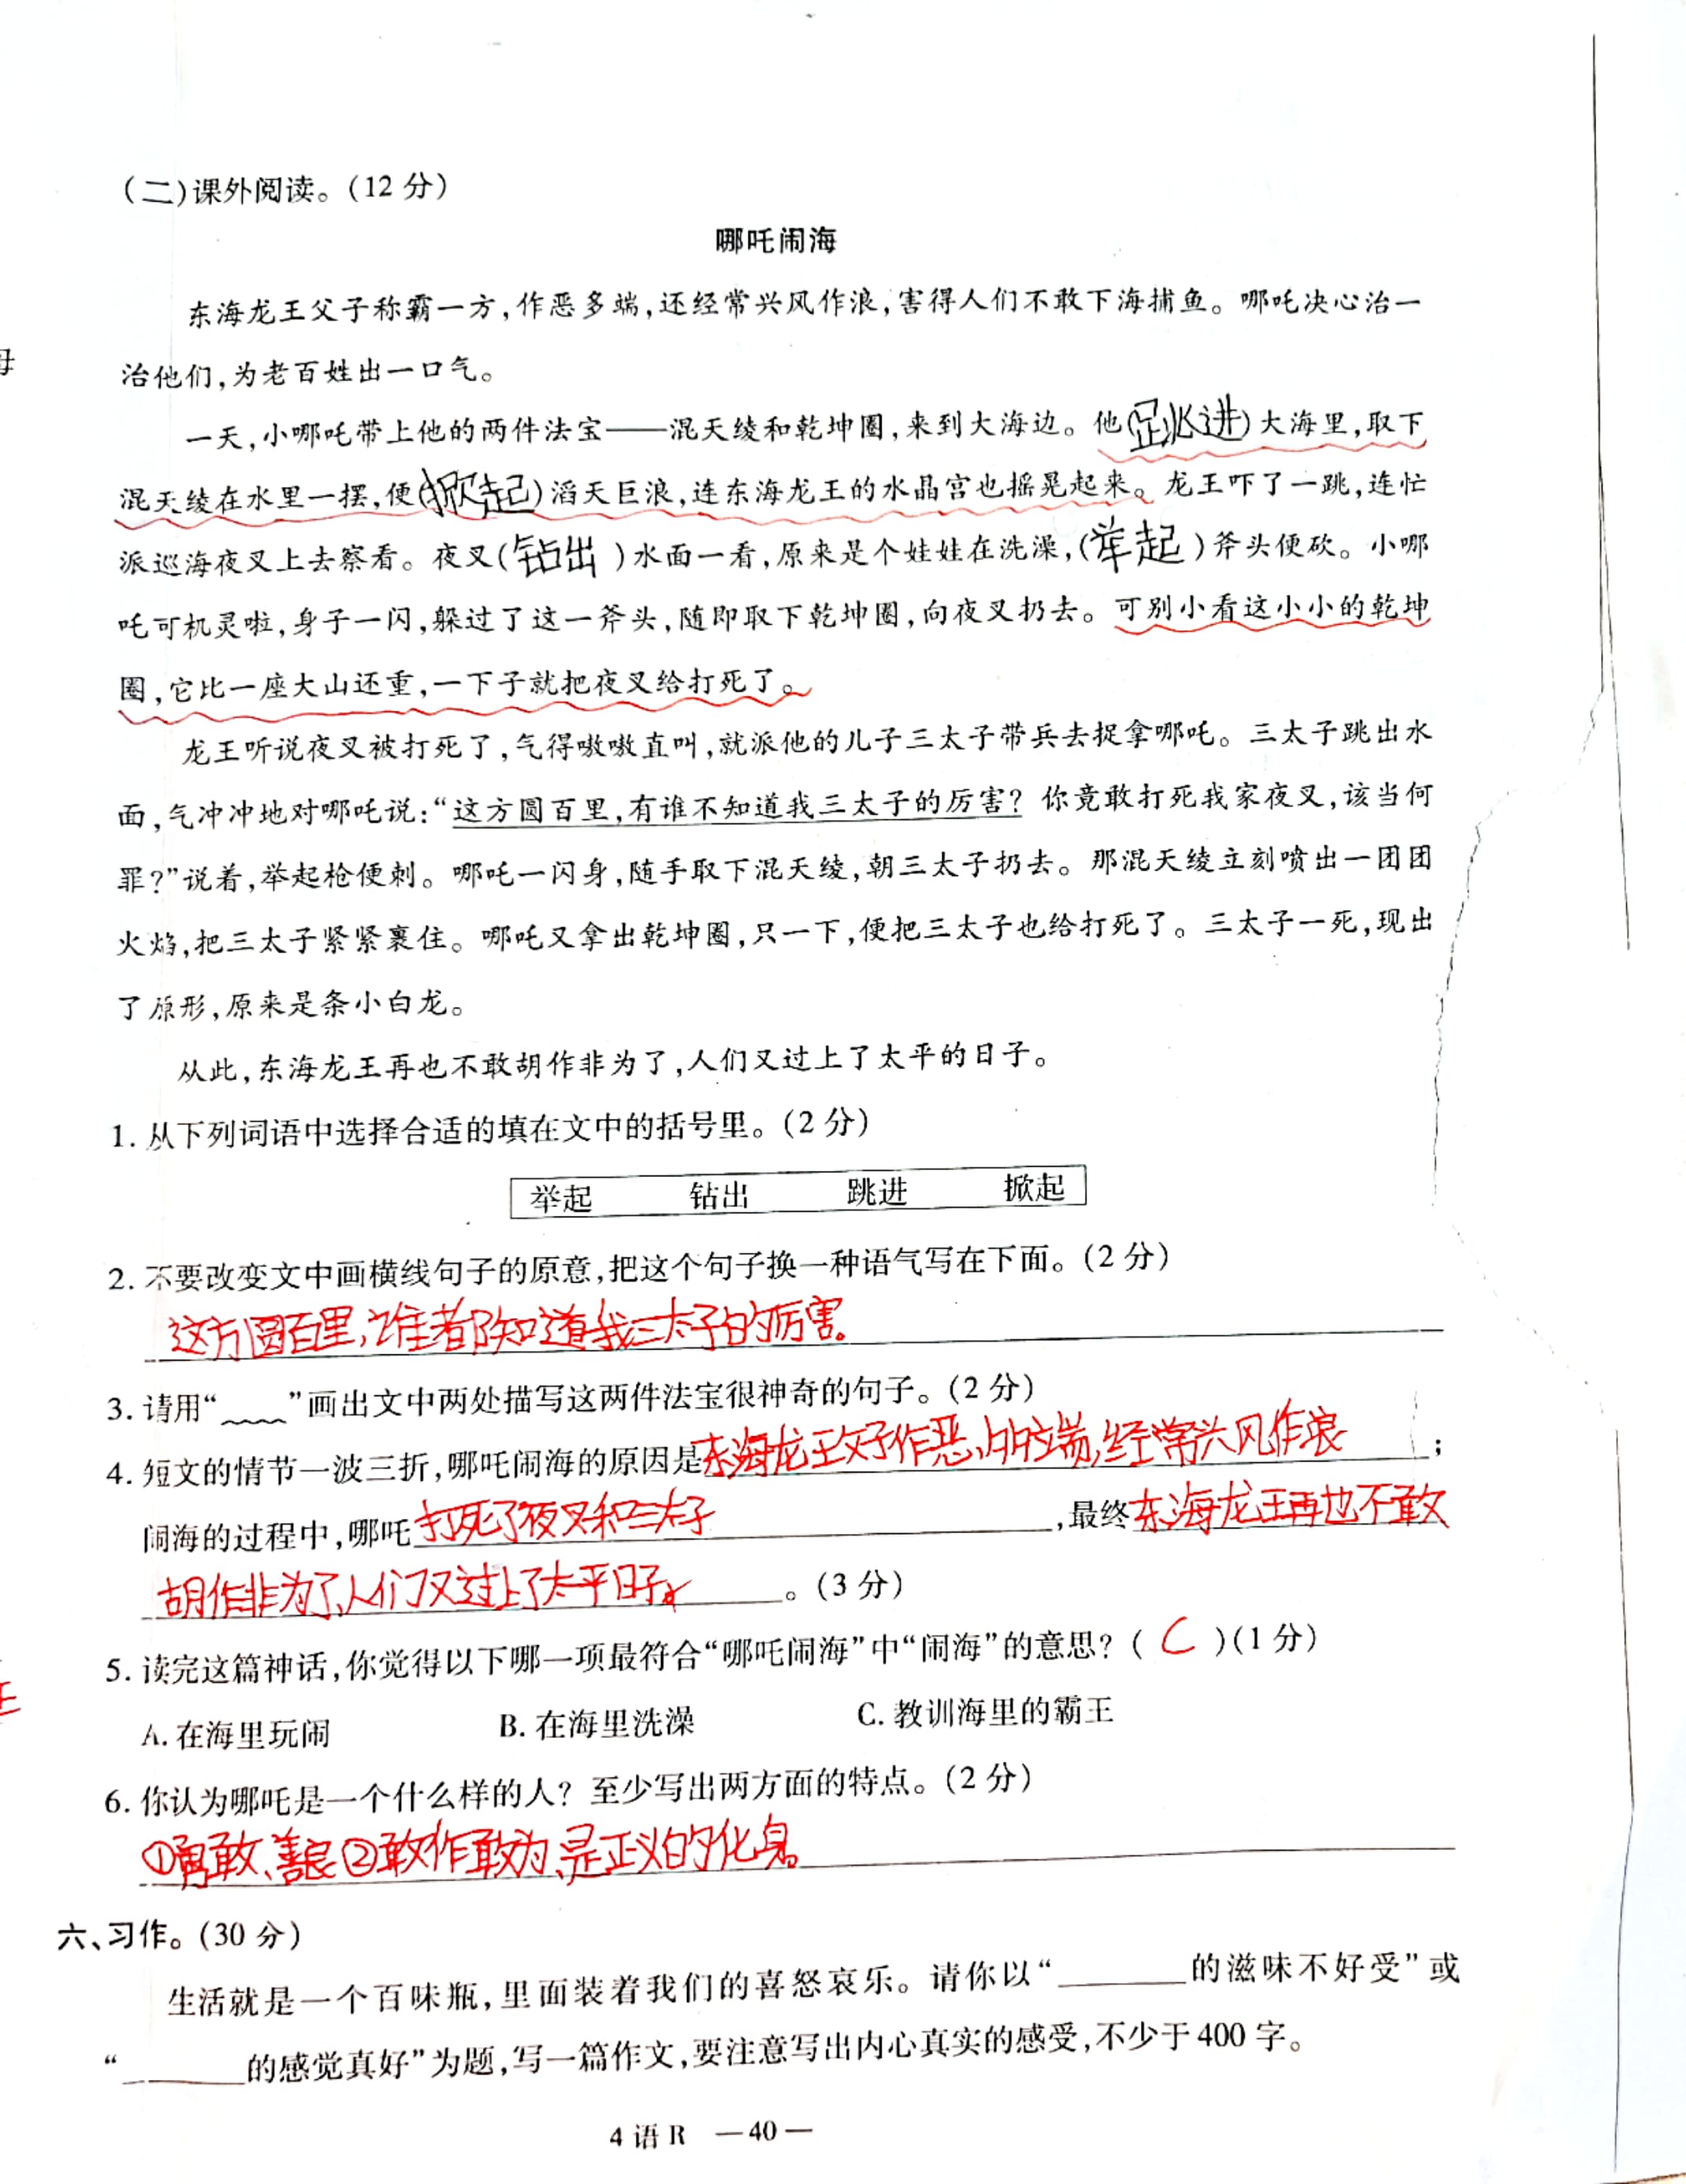 (二)课外阅读。(12 分)
哪吒闹海
东海龙王父子称霸一方,作恶多端,还经常兴风作浪,害得人们不敢下海捕鱼。哪吒决心治一
治他们,为老百姓出一口气。
一天,小哪吒带上他的两件法宝——混天绫和乾坤圈,来到大海边。他(跳进)大海里,取下
混天绫在水里一摆,便(掀起)滔天巨浪,连东海龙王的水晶宫也摇晃起来。龙王吓了一跳,连忙
派巡海夜叉上去察看。夜叉(钻出)水面一看,原来是个娃娃在洗澡,(举起)斧头便砍。小哪
吒可机灵啦,身子一闪,躲过了这一斧头,随即取下乾坤圈,向夜叉扔去。可别小看这小小的乾坤
圈,它比一座大山还重,一下子就把夜叉给打死了。
龙王听说夜叉被打死了,气得嗷嗷直叫,就派他的儿子三太子带兵去捉拿哪吒。三太子跳出水
面,气冲冲地对哪吒说:“这方圆百里,有谁不知道我三太子的厉害? 你竟敢打死我家夜叉,该当何
罪?”说着,举起枪便刺。哪吒一闪身,随手取下混天绫,朝三太子扔去。那混天绫立刻喷出一团团
火焰,把三太子紧紧裹住。哪吒又拿出乾坤圈,只一下,便把三太子也给打死了。三太子一死,现出
了原形,原来是条小白龙。
从此,东海龙王再也不敢胡作非为了,人们又过上了太平的日子。
1. 从下列词语中选择合适的填在文中的括号里。(2 分)
举起 钻出 跳进 掀起
2. 不要改变文中画横线句子的原意,把这个句子换一种语气写在下面。(2 分)
这方圆百里,谁都知道我三太子的厉害。
3. 请用“﹏﹏”画出文中两处描写这两件法宝很神奇的句子。(2 分)
4. 短文的情节一波三折,哪吒闹海的原因是东海龙王父子作恶多端,经常兴风作浪;
闹海的过程中,哪吒打死了夜叉和三太子,最终东海龙王再也不敢
胡作非为了,人们又过上了太平日子。。(3 分)
5. 读完这篇神话,你觉得以下哪一项最符合“哪吒闹海”中“闹海”的意思? ( C )(1 分)
A. 在海里玩闹 B. 在海里洗澡 C. 教训海里的霸王
6. 你认为哪吒是一个什么样的人? 至少写出两方面的特点。(2 分)
①勇敢、善良②敢作敢为、是正义的化身。
六、习作。(30 分)
生活就是一个百味瓶,里面装着我们的喜怒哀乐。请你以“________的滋味不好受”或
“________的感觉真好”为题,写一篇作文,要注意写出内心真实的感受,不少于 400 字。
4 语 R —40—